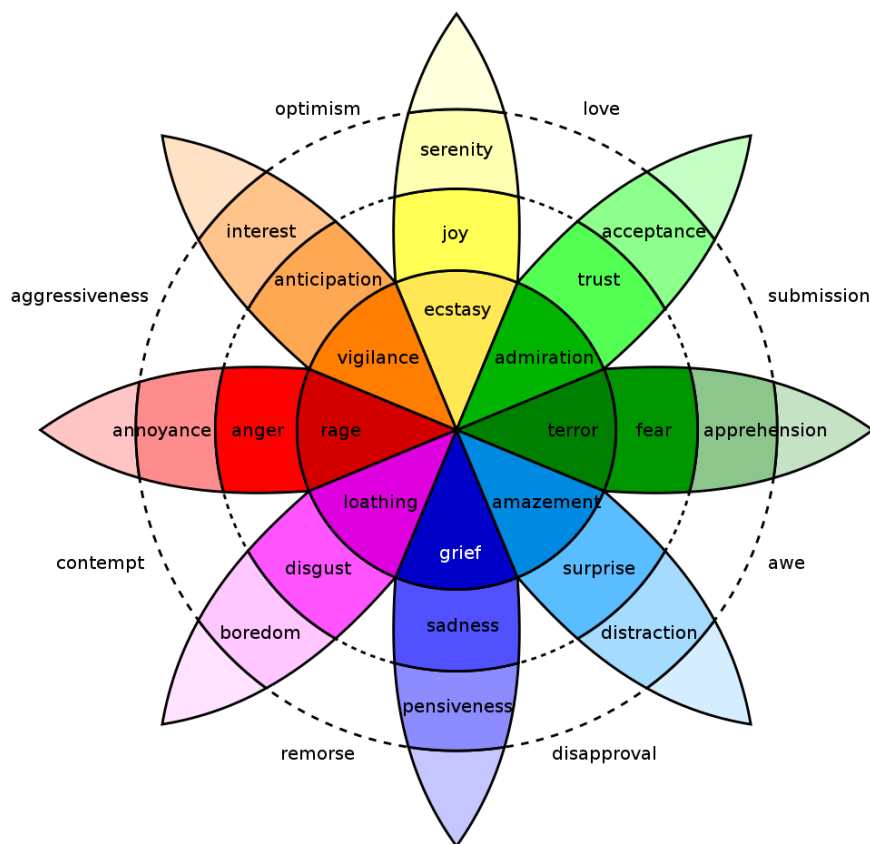 optimism
love
serenity
interest
joy
acceptance
anticipation
trust
aggressiveness
submission
ecstasy
vigilance
admiration
annoyance
anger
rage
terror
fear
apprehension
loathing
amazement
grief
contempt
disgust
surprise
awe
boredom
sadness
distraction
pensiveness
remorse
disapproval